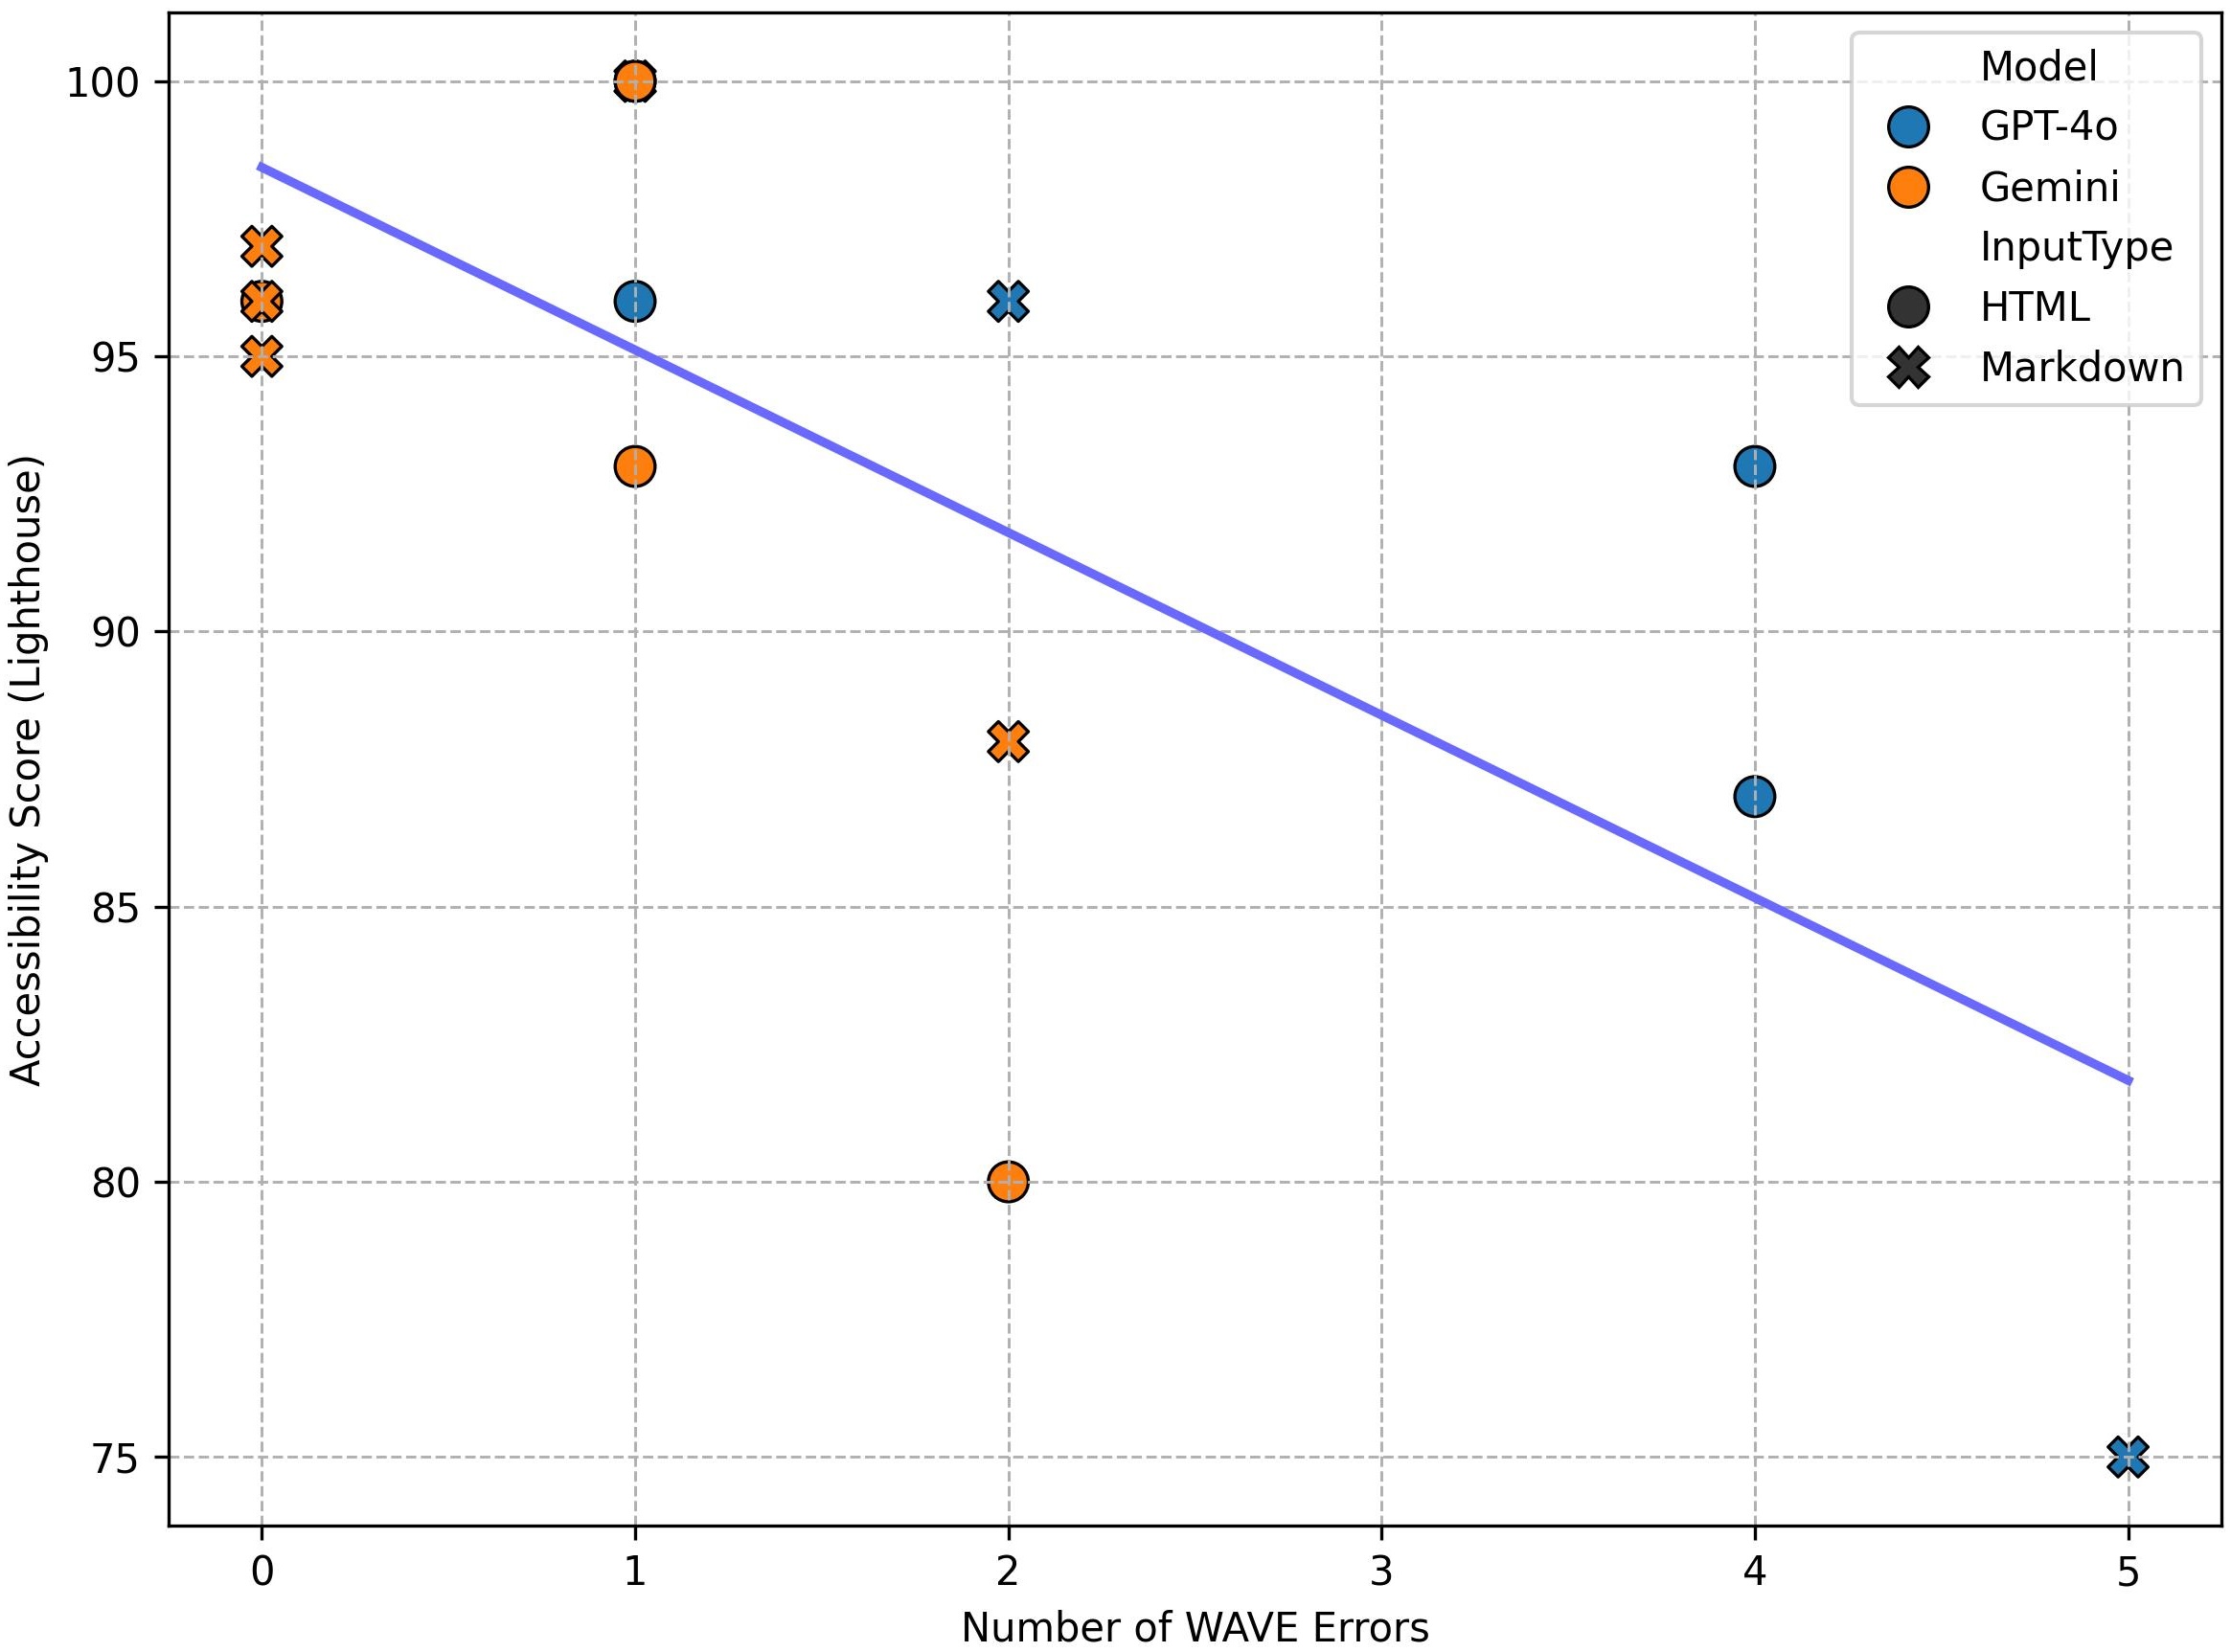 Model
GPT-4o
Gemini
InputType
HTML
Markdown
100
95
90
85
80
75
Accessibility Score (Lighthouse)
0 1 2 3 4 5
Number of WAVE Errors